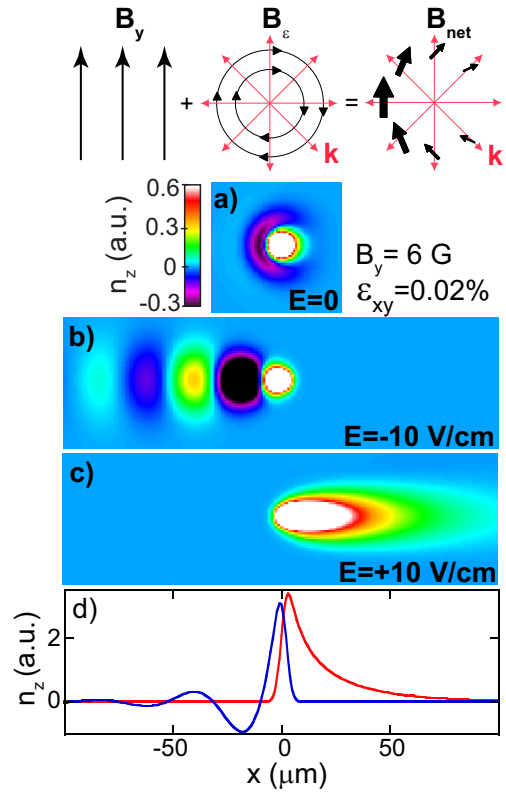 B_y B_ε B_net
+ =
k k
a)
n_z (a.u.)
0.6
0.3
0
-0.3
E=0
B_y= 6 G
ε_xy=0.02%
b)
E=-10 V/cm
c)
E=+10 V/cm
d)
n_z (a.u.)
2
0
-50 0 50
x (μm)